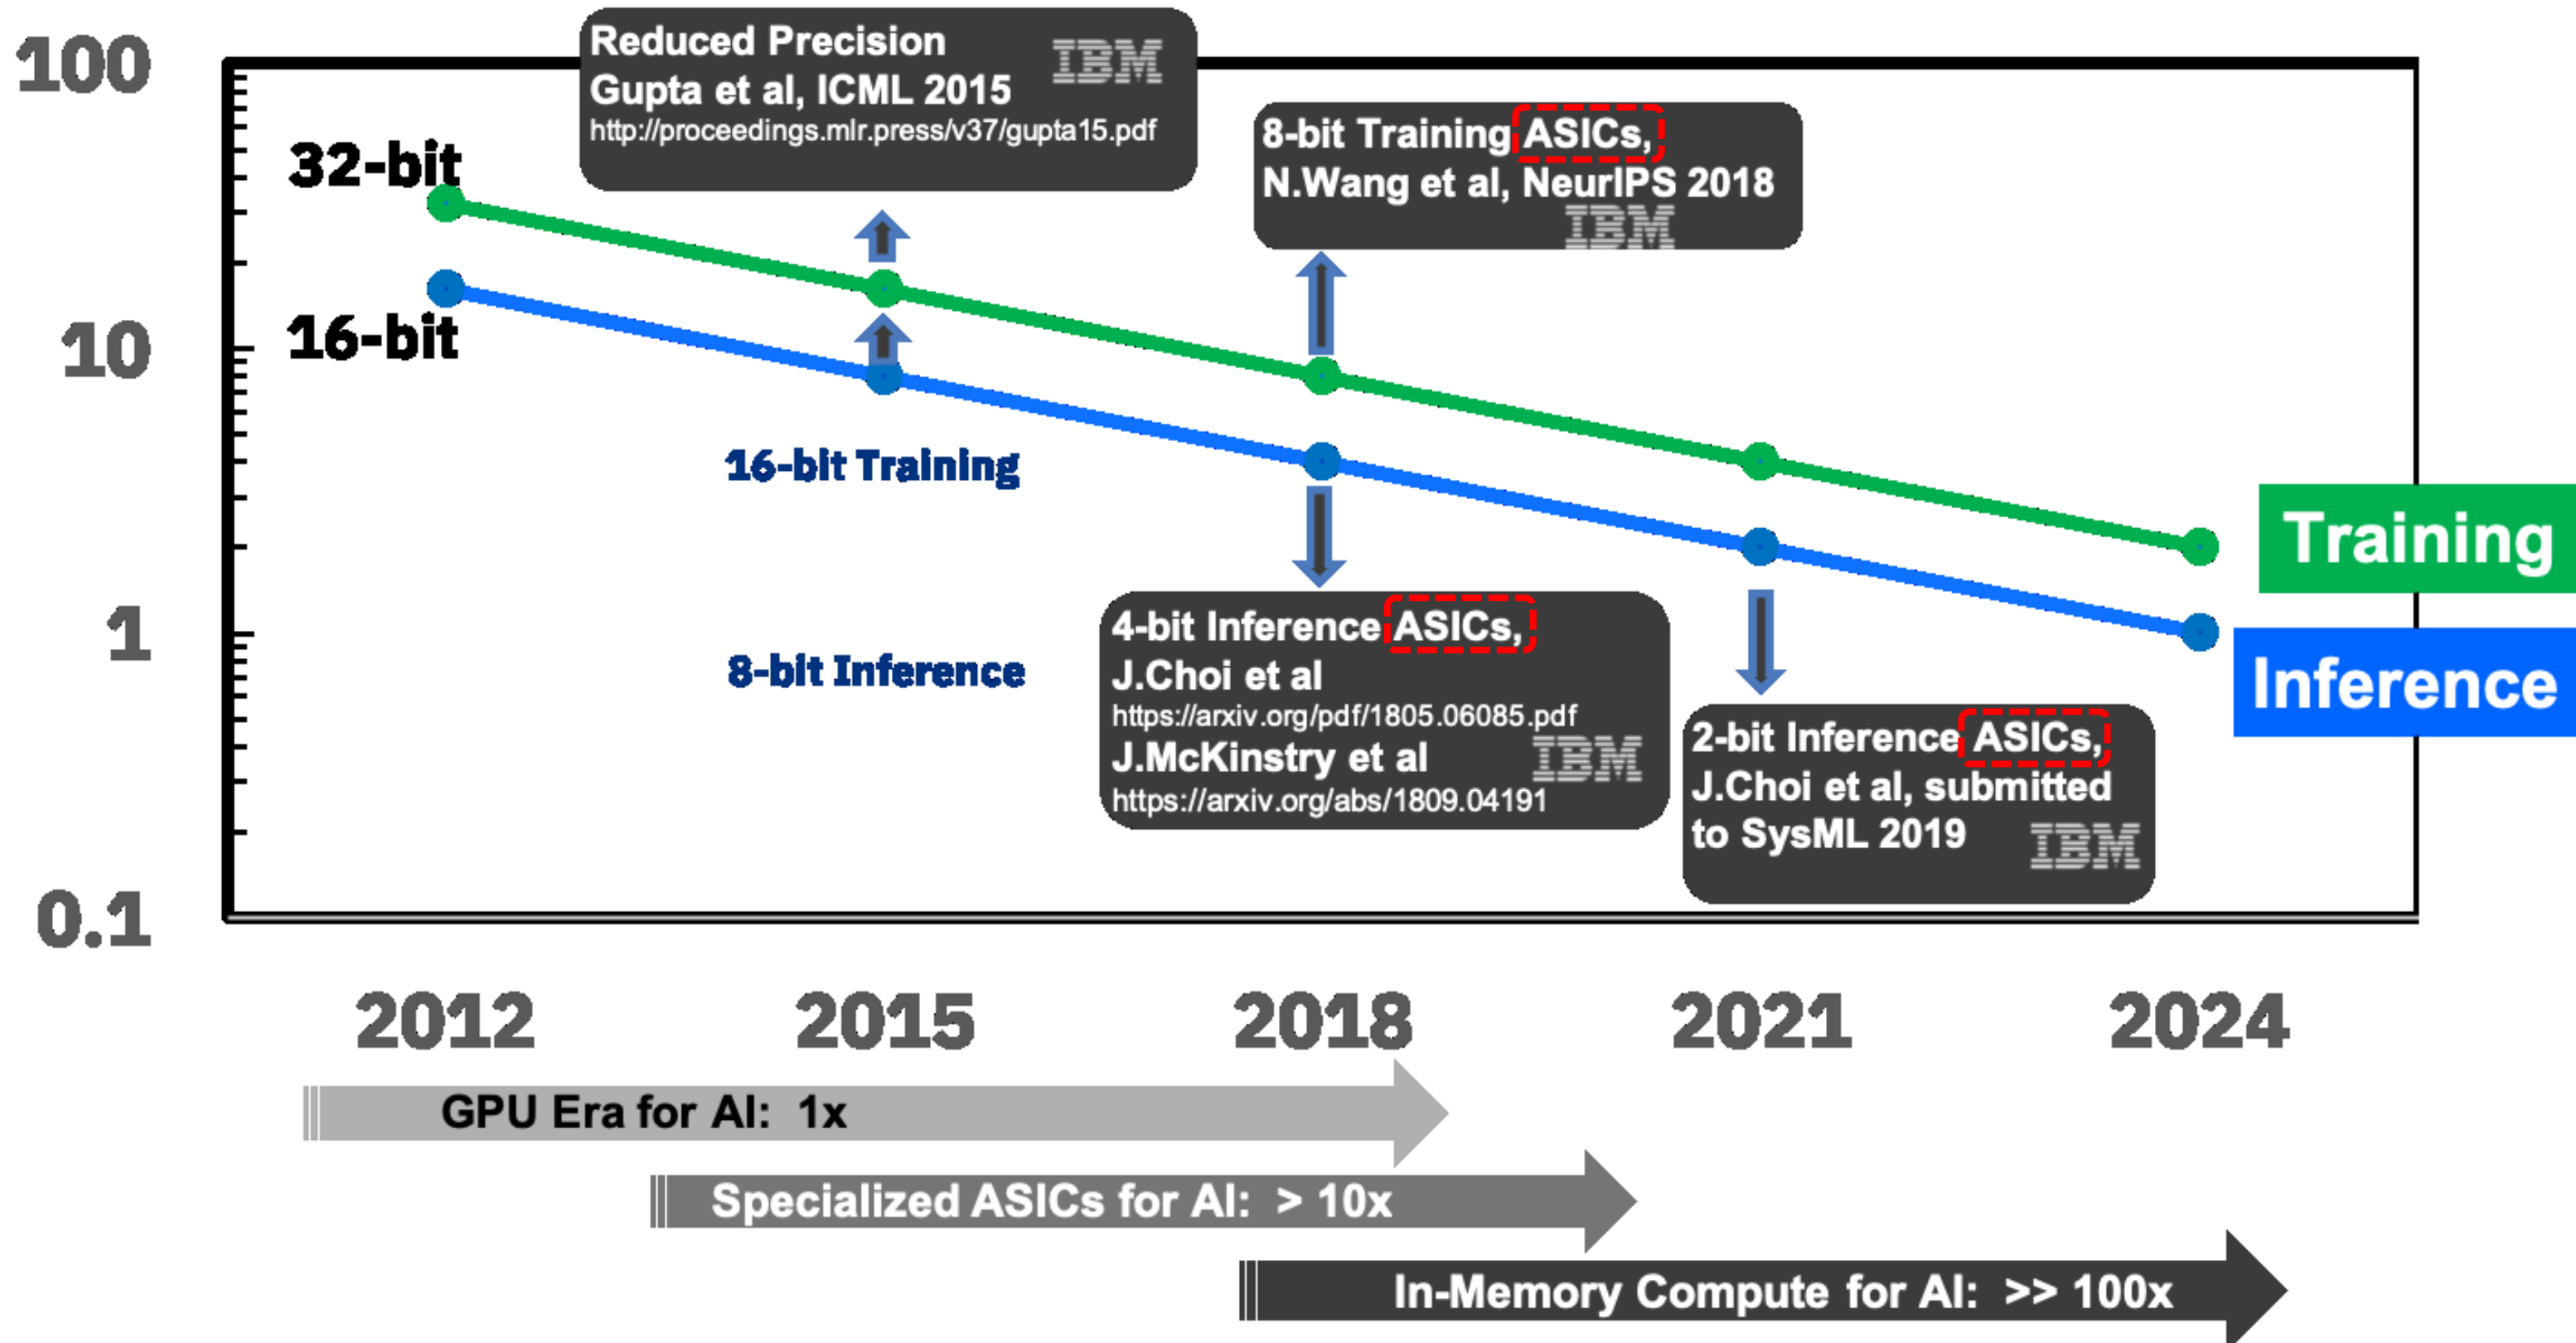 100
10
1
0.1
Reduced Precision
Gupta et al, ICML 2015
http://proceedings.mlr.press/v37/gupta15.pdf
IBM
8-bit Training ASICs,
N.Wang et al, NeurIPS 2018
IBM
32-bit
16-bit
16-bit Training
8-bit Inference
4-bit Inference ASICs,
J.Choi et al
https://arxiv.org/pdf/1805.06085.pdf
J.McKinstry et al
https://arxiv.org/abs/1809.04191
IBM
2-bit Inference ASICs,
J.Choi et al, submitted
to SysML 2019
IBM
Training
Inference
2012 2015 2018 2021 2024
GPU Era for AI: 1x
Specialized ASICs for AI: > 10x
In-Memory Compute for AI: >> 100x